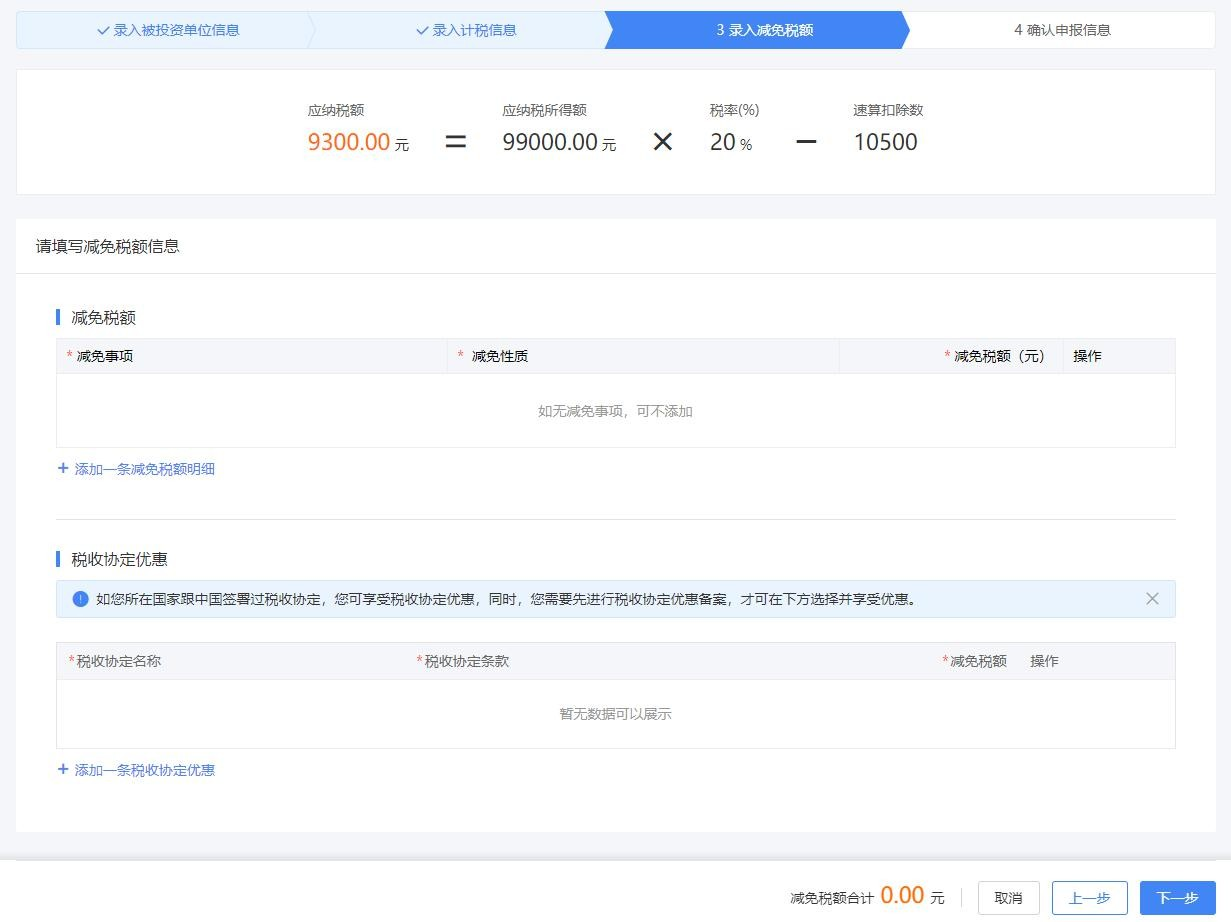 录入被投资单位信息 录入计税信息 3 录入减免税额 4 确认申报信息
应纳税额 应纳税所得额 税率(%) 速算扣除数
9300.00 元 = 99000.00 元 × 20 % − 10500
请填写减免税额信息
减免税额
* 减免事项 * 减免性质 * 减免税额（元） 操作
如无减免事项，可不添加
+ 添加一条减免税额明细
税收协定优惠
如您所在国家跟中国签署过税收协定，您可享受税收协定优惠，同时，您需要先进行税收协定优惠备案，才可在下方选择并享受优惠。
*税收协定名称 *税收协定条款 *减免税额 操作
暂无数据可以展示
+ 添加一条税收协定优惠
减免税额合计 0.00 元 取消 上一步 下一步